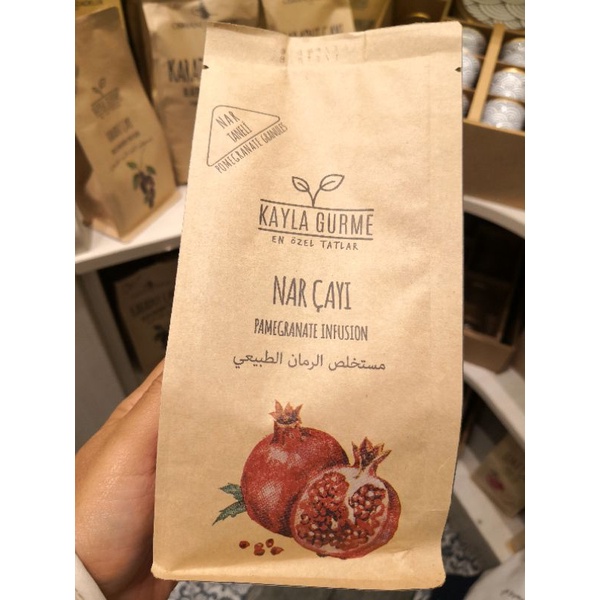 NAR
TANELİ
POMEGRANATE GRANULES
KAYLA GURME
EN ÖZEL TATLAR
NAR ÇAYI
PAMEGRANATE INFUSION
مستخلص الرمان الطبيعي